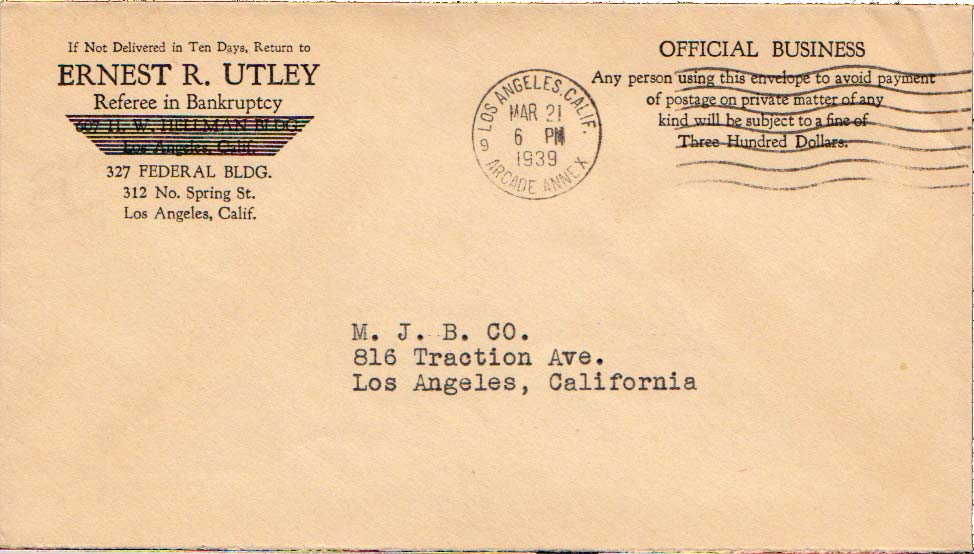 If Not Delivered in Ten Days, Return to
ERNEST R. UTLEY
Referee in Bankruptcy
607 H. W. HELLMAN BLDG.
Los Angeles, Calif.
327 FEDERAL BLDG.
312 No. Spring St.
Los Angeles, Calif.
LOS ANGELES, CALIF.
MAR 21
6 PM
1939
9
ARCADE ANNEX
OFFICIAL BUSINESS
Any person using this envelope to avoid payment
of postage on private matter of any
kind will be subject to a fine of
Three Hundred Dollars.
M. J. B. CO.
816 Traction Ave.
Los Angeles, California